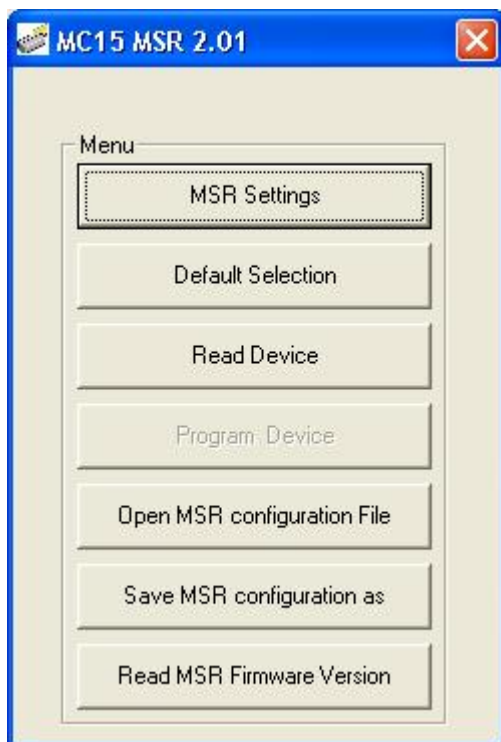 MC15 MSR 2.01
Menu
MSR Settings
Default Selection
Read Device
Program Device
Open MSR configuration File
Save MSR configuration as
Read MSR Firmware Version